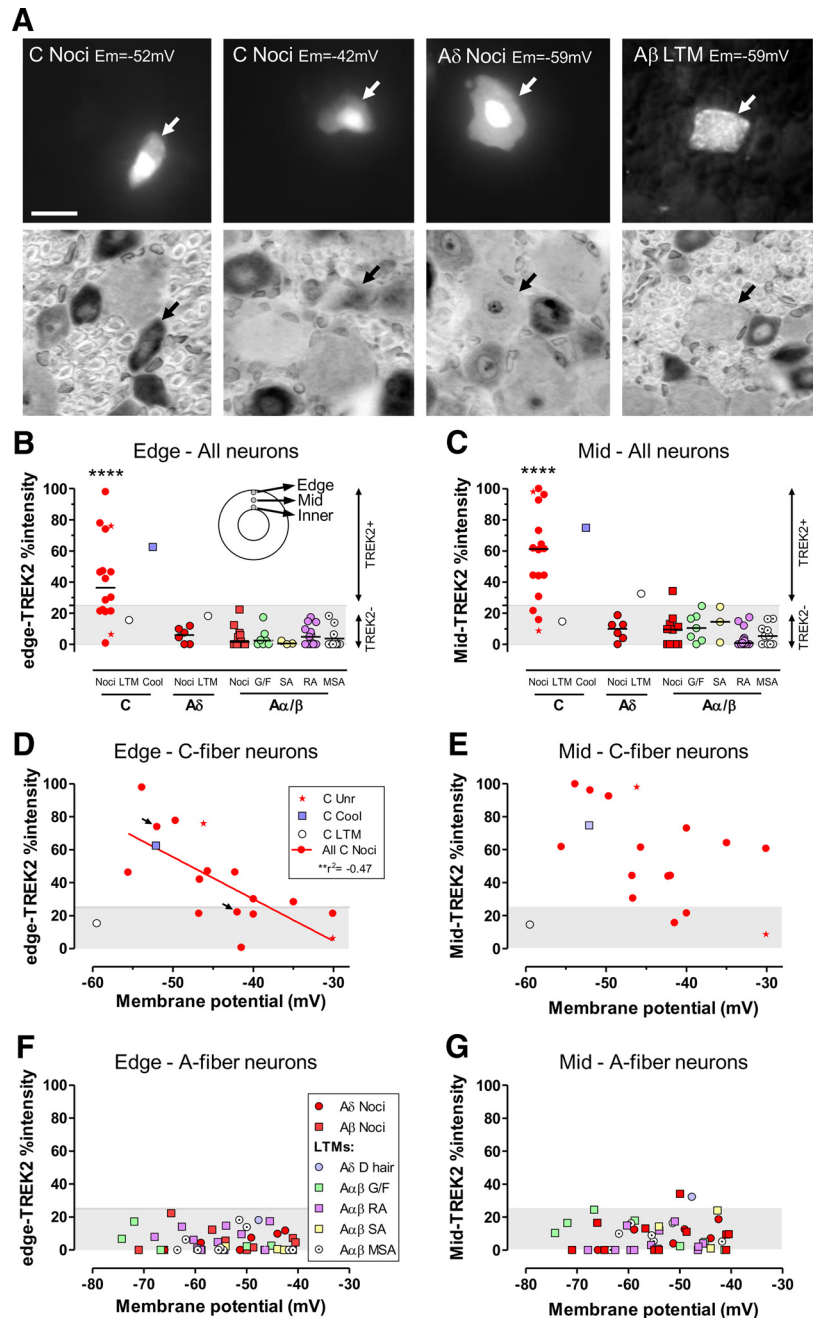 A
C Noci Em=-52mV
C Noci Em=-42mV
Aδ Noci Em=-59mV
Aβ LTM Em=-59mV
B
Edge - All neurons
edge-TREK2 %intensity
100
80
60
40
20
0
****
Edge
Mid
Inner
TREK2+
TREK2-
Noci LTM Cool
Noci LTM
Noci G/F SA RA MSA
C
Aδ
Aα/β
C
Mid - All neurons
Mid-TREK2 %intensity
100
80
60
40
20
0
****
TREK2+
TREK2-
Noci LTM Cool
Noci LTM
Noci G/F SA RA MSA
C
Aδ
Aα/β
D
Edge - C-fiber neurons
edge-TREK2 %intensity
100
80
60
40
20
0
C Unr
C Cool
C LTM
All C Noci
**r²= -0.47
-60 -50 -40 -30
Membrane potential (mV)
E
Mid - C-fiber neurons
Mid-TREK2 %intensity
100
80
60
40
20
0
-60 -50 -40 -30
Membrane potential (mV)
F
Edge - A-fiber neurons
edge-TREK2 %intensity
100
80
60
40
20
0
Aδ Noci
Aβ Noci
LTMs:
Aδ D hair
Aαβ G/F
Aαβ RA
Aαβ SA
Aαβ MSA
-80 -70 -60 -50 -40 -30
Membrane potential (mV)
G
Mid - A-fiber neurons
Mid-TREK2 %intensity
100
80
60
40
20
0
-80 -70 -60 -50 -40 -30
Membrane potential (mV)